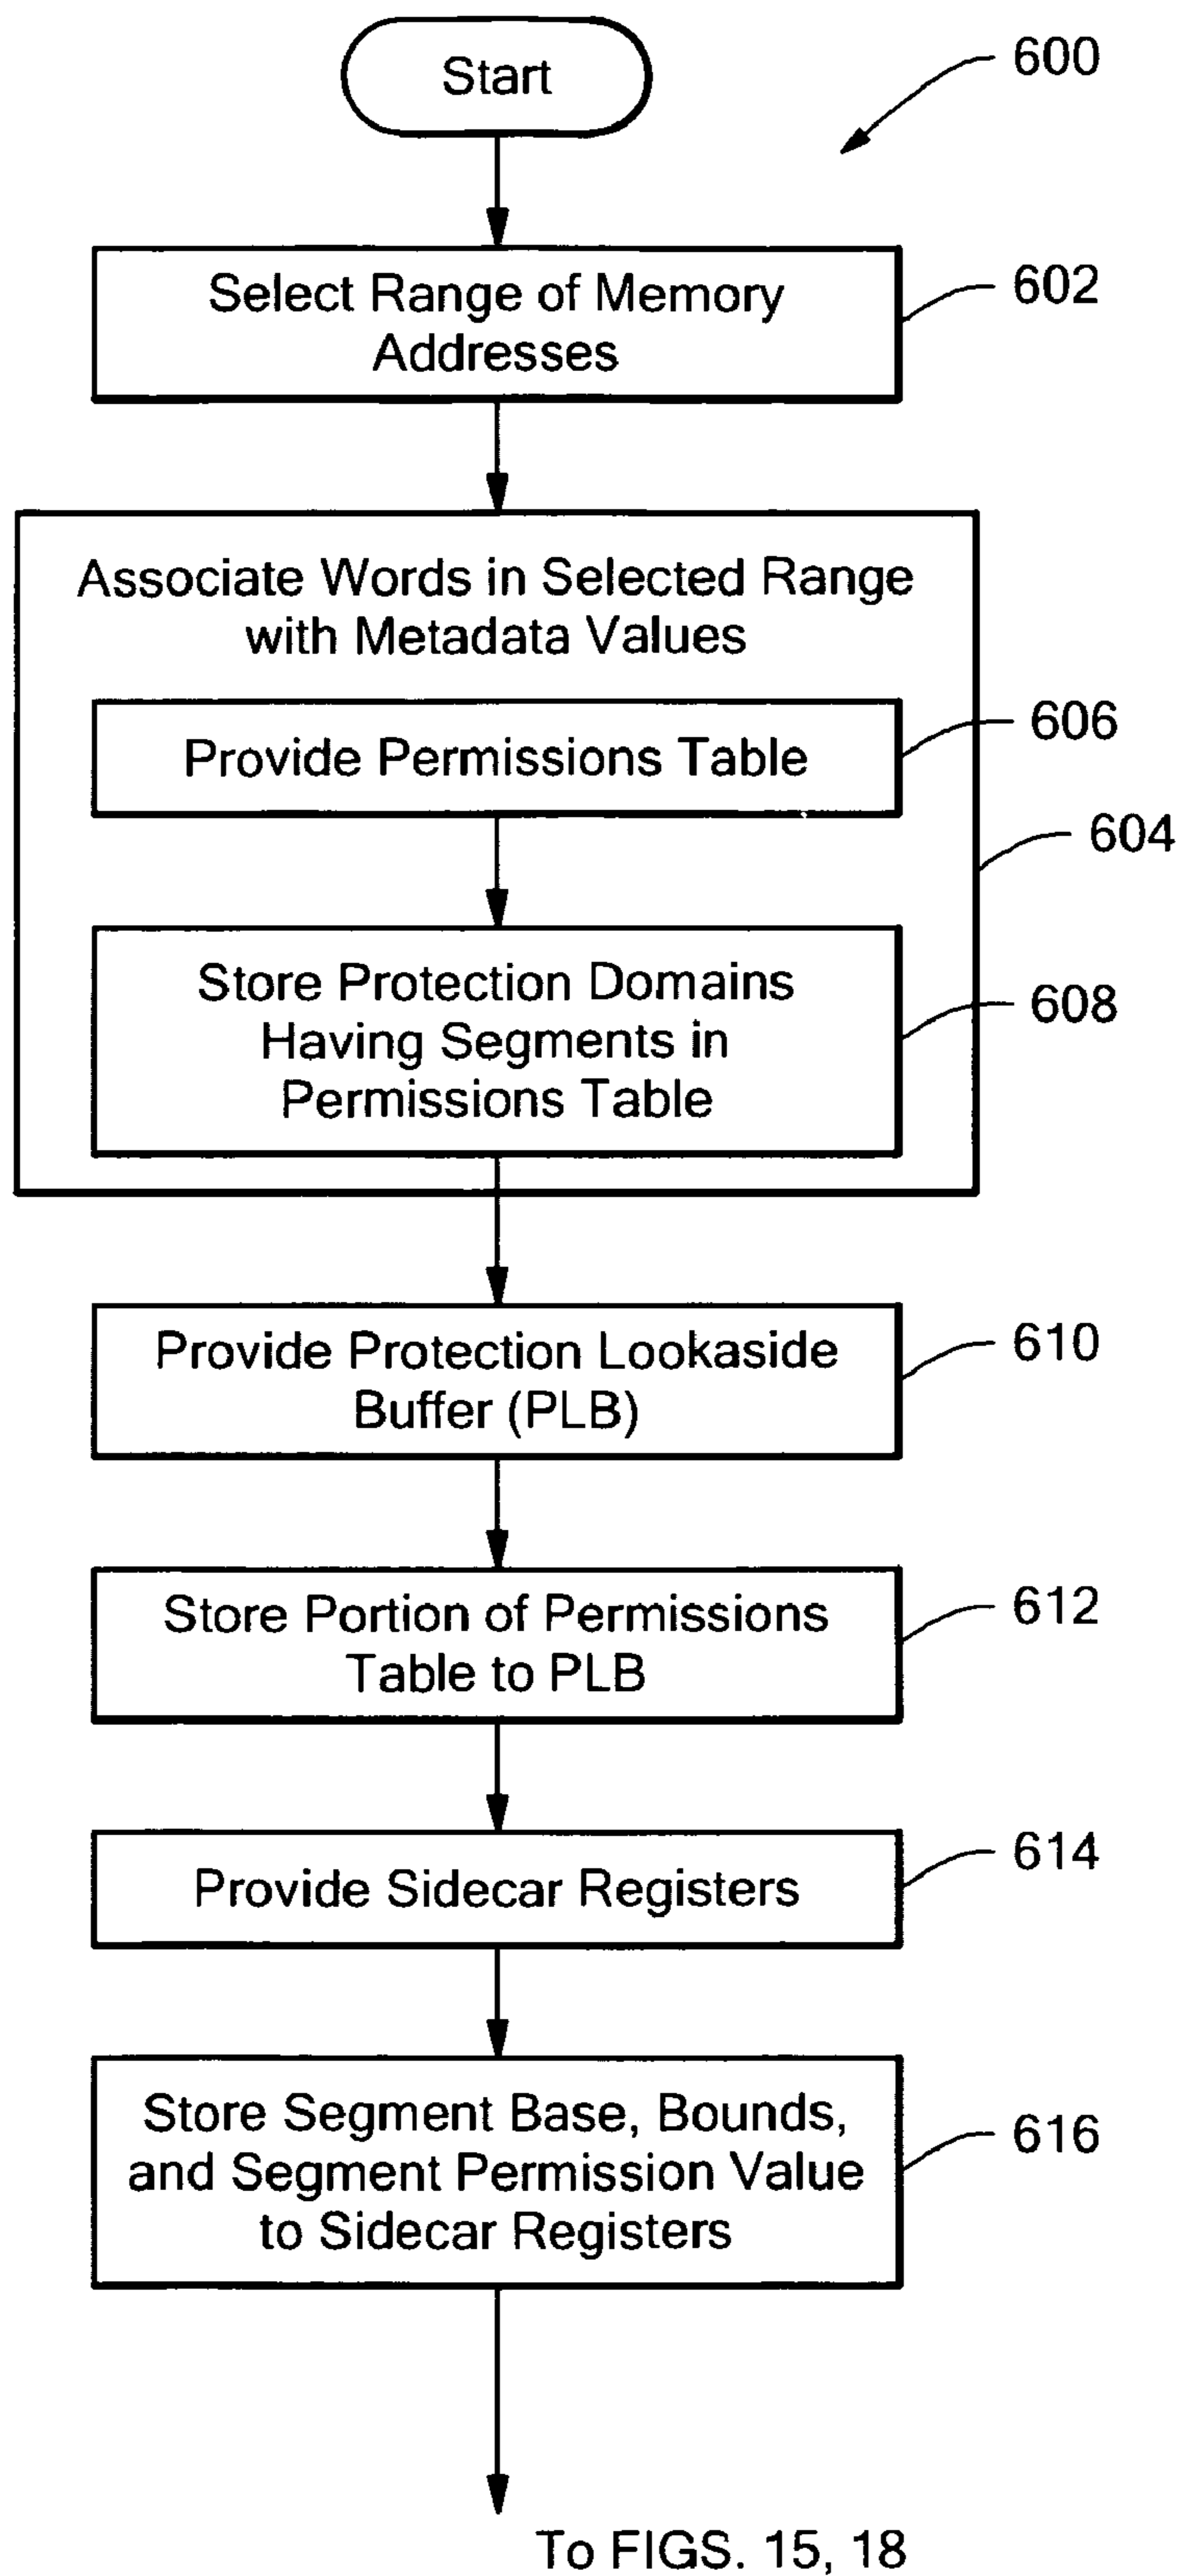 Start
600
Select Range of Memory
Addresses
602
Associate Words in Selected Range
with Metadata Values
Provide Permissions Table
606
604
Store Protection Domains
Having Segments in
Permissions Table
608
Provide Protection Lookaside
Buffer (PLB)
610
Store Portion of Permissions
Table to PLB
612
Provide Sidecar Registers
614
Store Segment Base, Bounds,
and Segment Permission Value
to Sidecar Registers
616
To FIGS. 15, 18